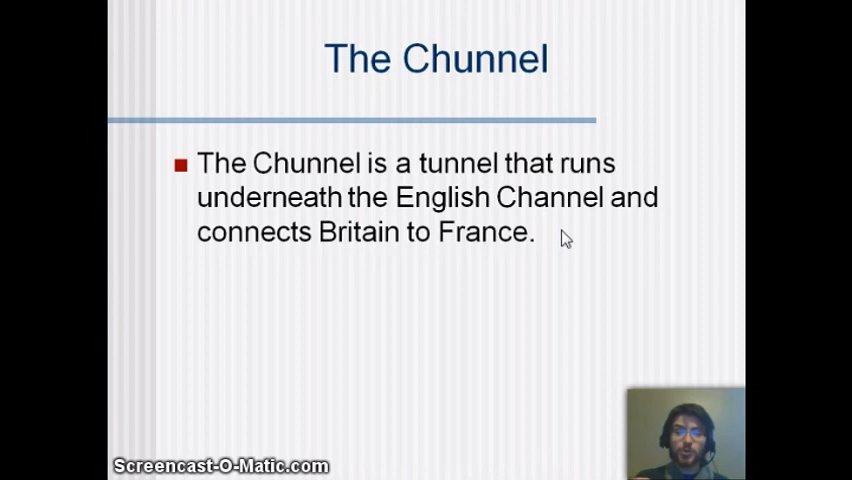 The Chunnel
The Chunnel is a tunnel that runs
underneath the English Channel and
connects Britain to France.
Screencast-O-Matic.com